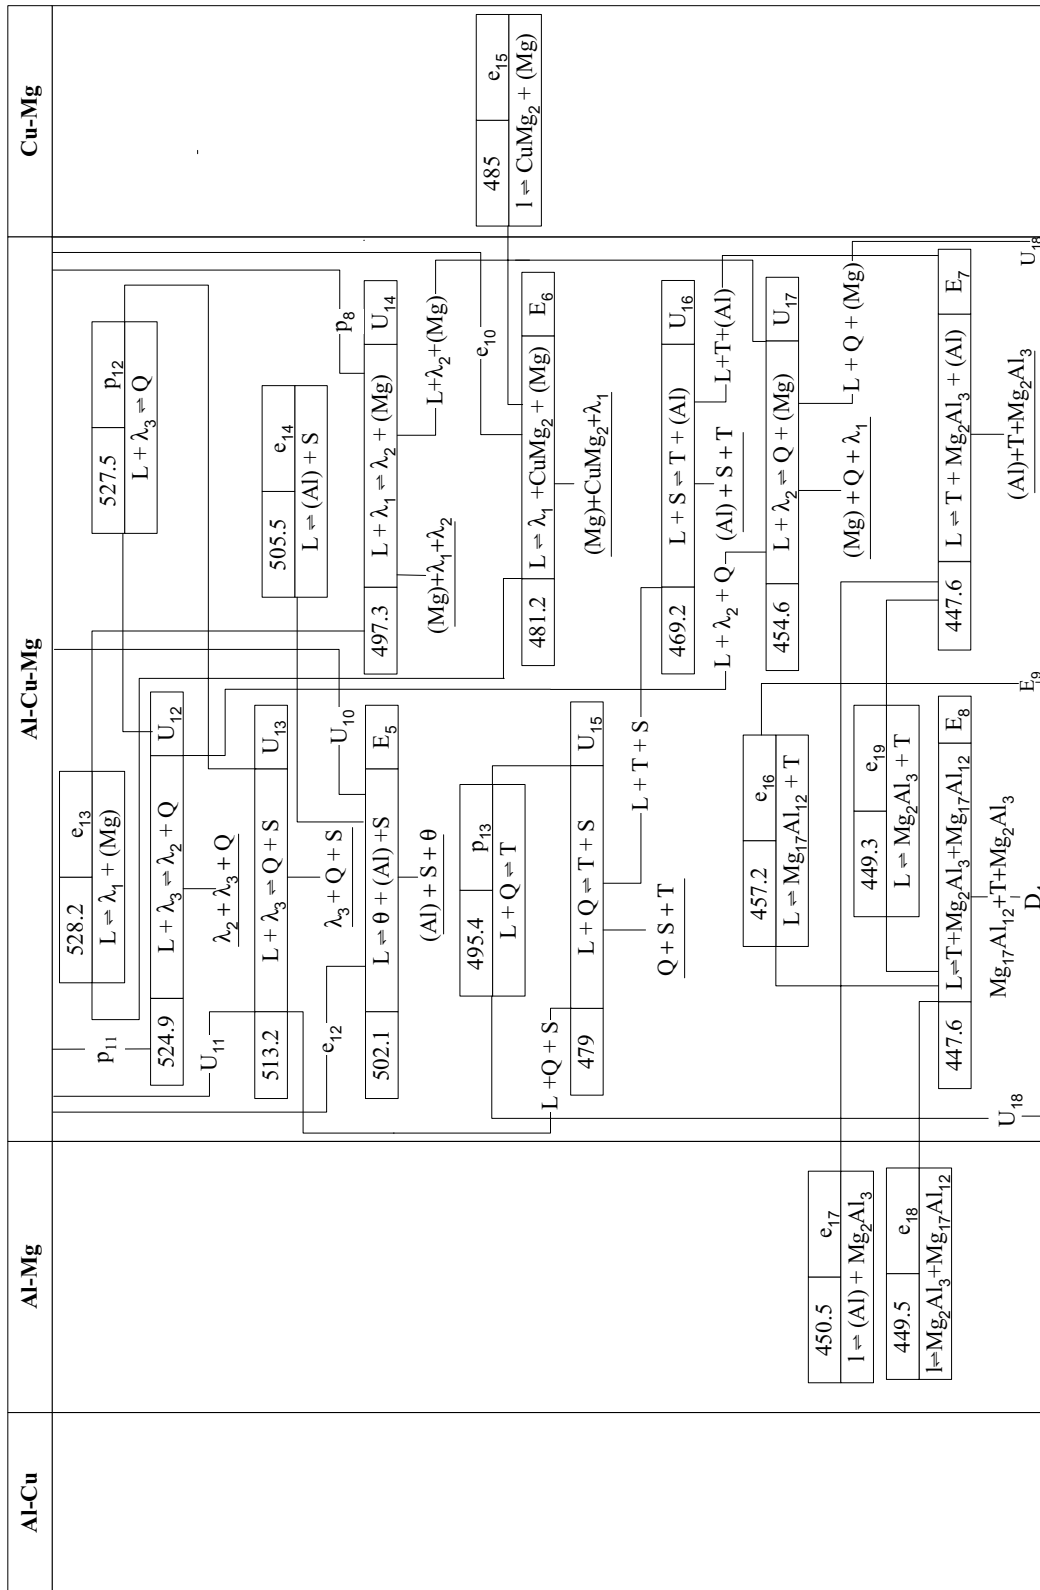 Al-Cu
Al-Mg
Al-Cu-Mg
Cu-Mg
528.2 e₁₃
L ⇌ λ₁ + (Mg)
527.5 p₁₂
L + λ₃ ⇌ Q
p₁₁
524.9 L + λ₃ ⇌ λ₂ + Q U₁₂
λ₂ + λ₃ + Q
U₁₁
513.2 L + λ₃ ⇌ Q + S U₁₃
λ₃ + Q + S
505.5 e₁₄
L ⇌ (Al) + S
U₁₀
e₁₂
502.1 L ⇌ θ + (Al) + S E₅
(Al) + S + θ
p₈
497.3 L + λ₁ ⇌ λ₂ + (Mg) U₁₄
(Mg)+λ₁+λ₂
L+λ₂+(Mg)
495.4 p₁₃
L + Q ⇌ T
e₁₀
485 e₁₅
l ⇌ CuMg₂ + (Mg)
481.2 L ⇌ λ₁ +CuMg₂ + (Mg) E₆
(Mg)+CuMg₂+λ₁
L +Q + S
479 L + Q ⇌ T + S U₁₅
Q + S + T
L + T + S
469.2 L + S ⇌ T + (Al) U₁₆
(Al) + S + T
L+T+(Al)
L + λ₂ + Q
457.2 e₁₆
L ⇌ Mg₁₇Al₁₂ + T
454.6 L + λ₂ ⇌ Q + (Mg) U₁₇
(Mg) + Q + λ₁
L + Q + (Mg)
450.5 e₁₇
l ⇌ (Al) + Mg₂Al₃
449.5 e₁₈
l⇌Mg₂Al₃+Mg₁₇Al₁₂
449.3 e₁₉
L ⇌ Mg₂Al₃ + T
447.6 L⇌T+Mg₂Al₃+Mg₁₇Al₁₂ E₈
Mg₁₇Al₁₂+T+Mg₂Al₃
D₄
447.6 L ⇌ T + Mg₂Al₃ + (Al) E₇
(Al)+T+Mg₂Al₃
U₁₈
E₉
U₁₈